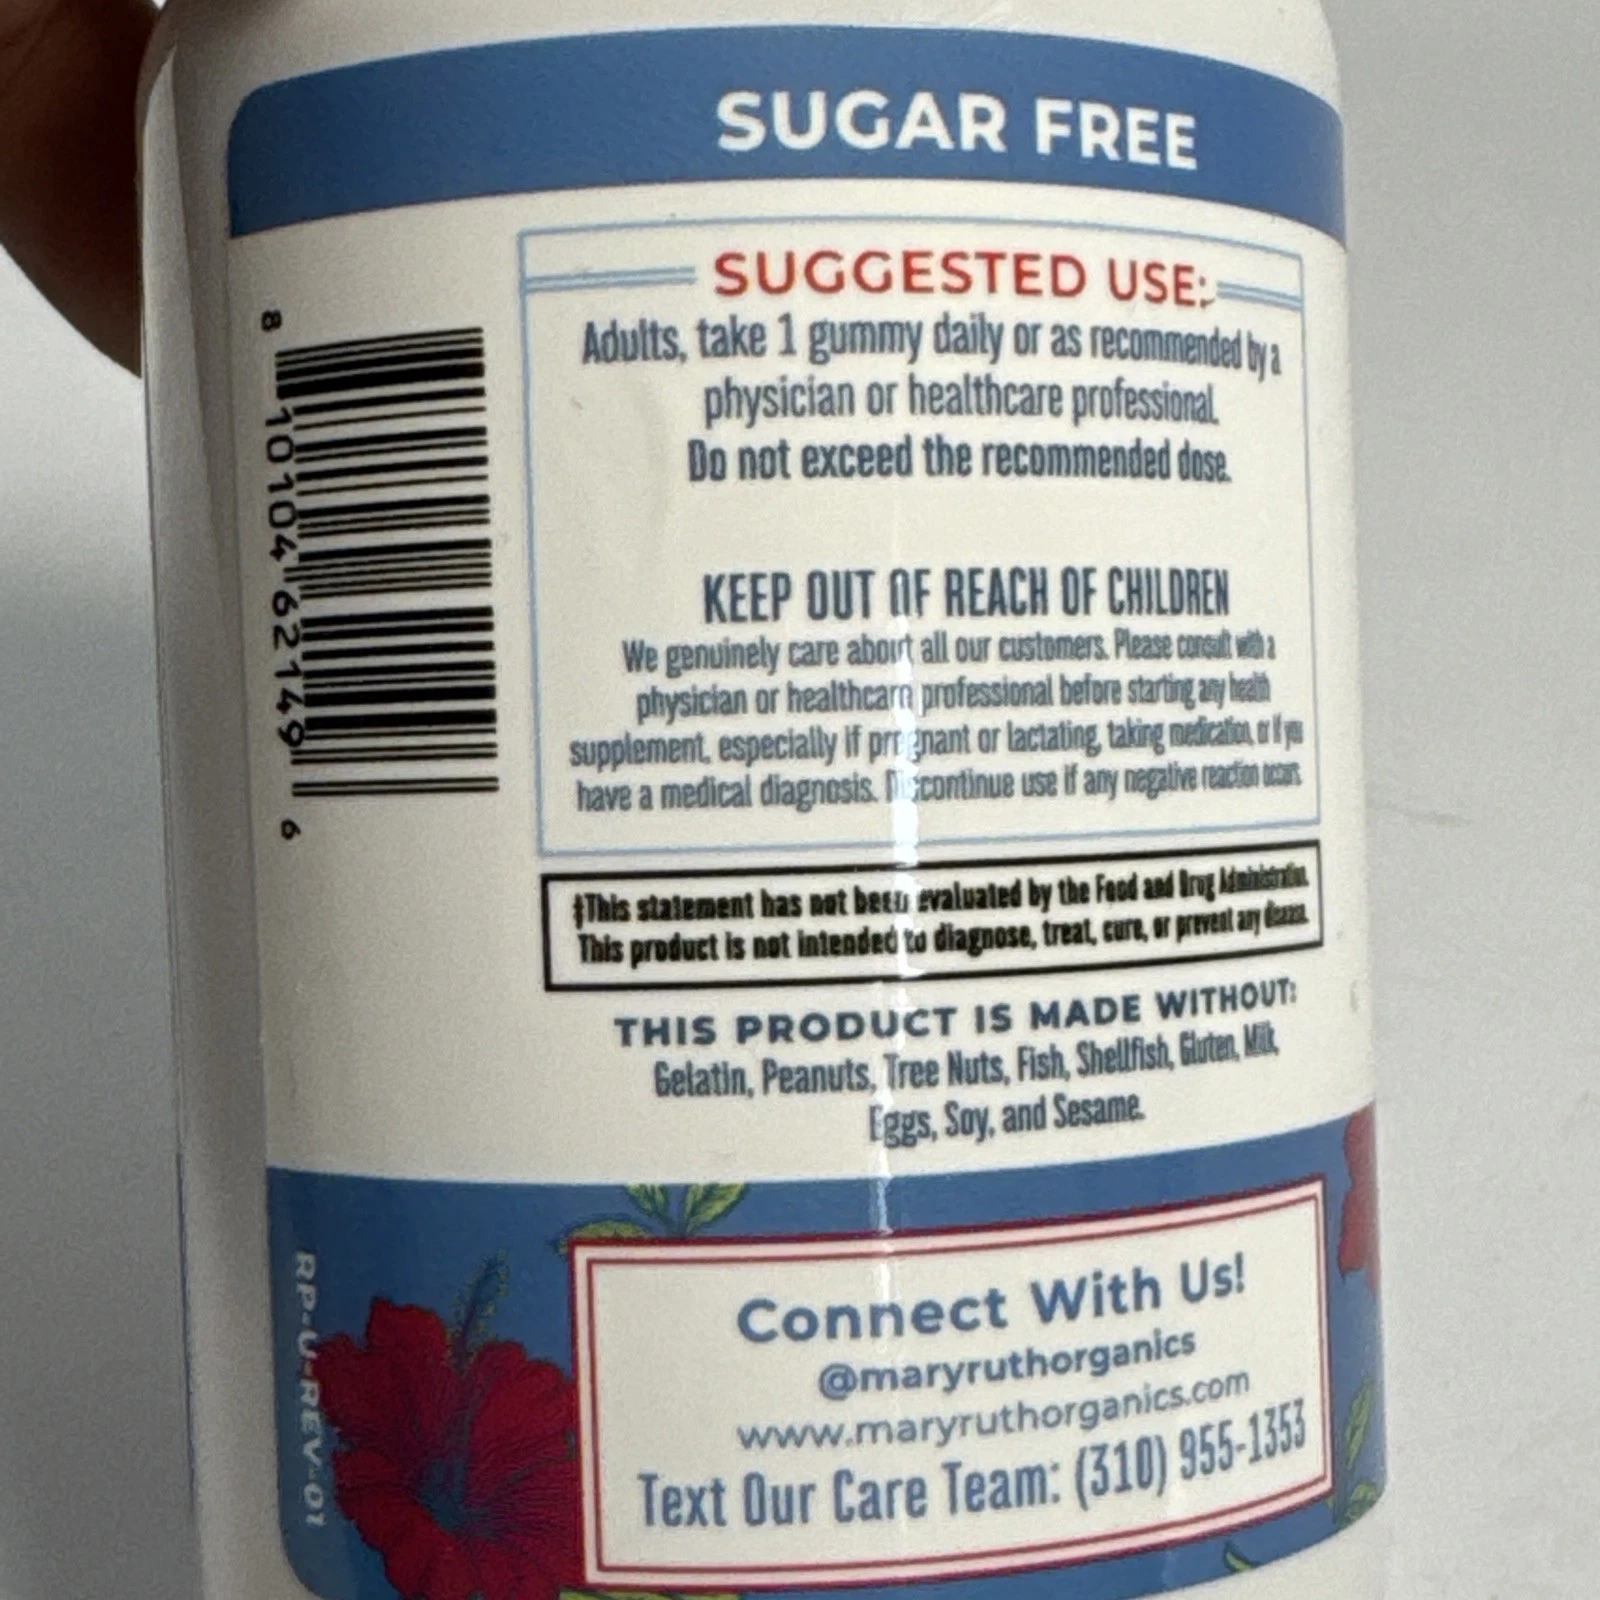 SUGAR FREE
SUGGESTED USE:
Adults, take 1 gummy daily or as recommended by a
physician or healthcare professional.
Do not exceed the recommended dose.
KEEP OUT OF REACH OF CHILDREN
We genuinely care about all our customers. Please consult with a
physician or healthcare professional before starting any health
supplement, especially if pregnant or lactating, taking medication, or if you
have a medical diagnosis. Discontinue use if any negative reaction occurs.
‡This statement has not been evaluated by the Food and Drug Administration.
This product is not intended to diagnose, treat, cure, or prevent any disease.
THIS PRODUCT IS MADE WITHOUT:
Gelatin, Peanuts, Tree Nuts, Fish, Shellfish, Gluten, Milk,
Eggs, Soy, and Sesame.
Connect With Us!
@maryruthorganics
www.maryruthorganics.com
Text Our Care Team: (310) 955-1353
8 10104 62149 6
RP-U-REV-01